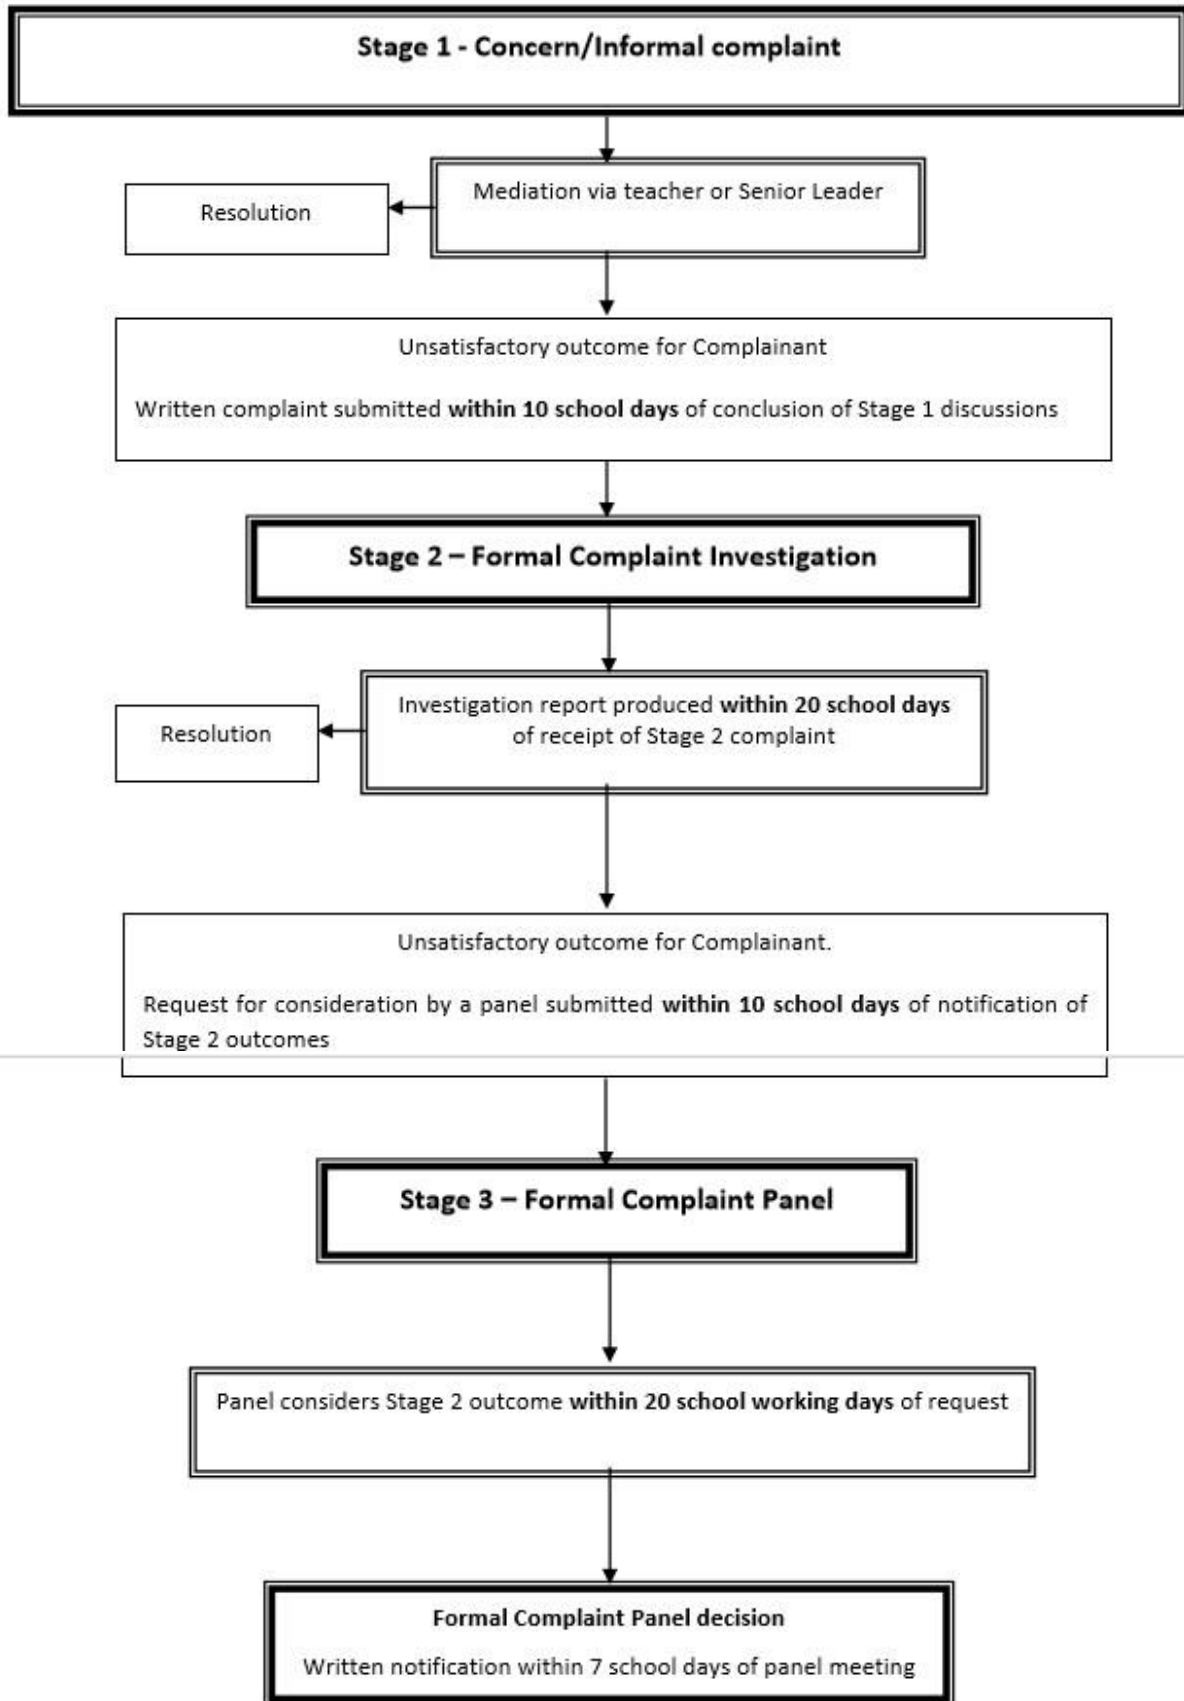 Stage 1 - Concern/Informal complaint
Mediation via teacher or Senior Leader
Resolution
Unsatisfactory outcome for Complainant
Written complaint submitted within 10 school days of conclusion of Stage 1 discussions
Stage 2 – Formal Complaint Investigation
Investigation report produced within 20 school days
of receipt of Stage 2 complaint
Resolution
Unsatisfactory outcome for Complainant.
Request for consideration by a panel submitted within 10 school days of notification of
Stage 2 outcomes
Stage 3 – Formal Complaint Panel
Panel considers Stage 2 outcome within 20 school working days of request
Formal Complaint Panel decision
Written notification within 7 school days of panel meeting